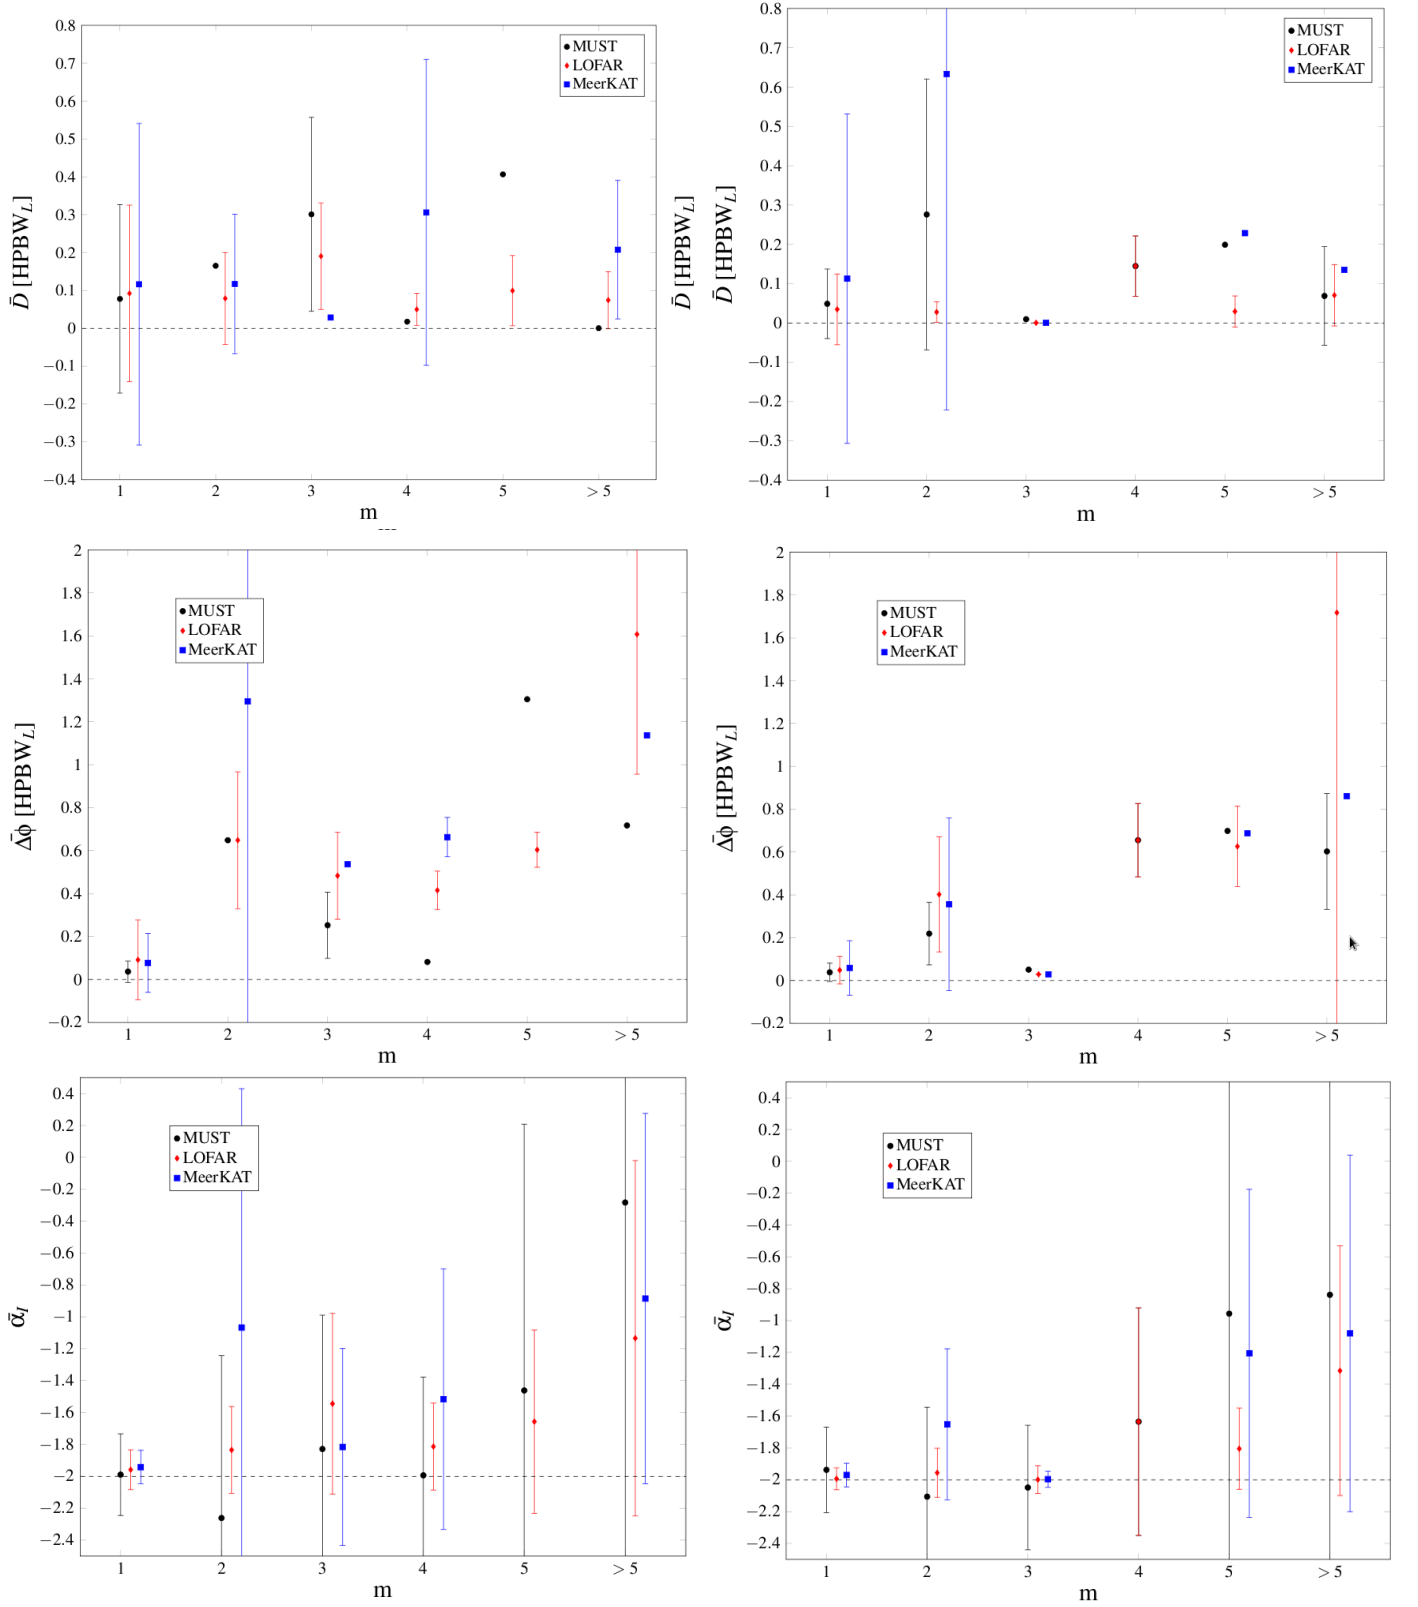 0.8
0.7
0.6
0.5
0.4
0.3
0.2
0.1
0
−0.1
−0.2
−0.3
−0.4
D̄ [HPBW_L]
1 2 3 4 5 > 5
m
MUST
LOFAR
MeerKAT
D̄ [HPBW_L]
0.8
0.7
0.6
0.5
0.4
0.3
0.2
0.1
0
−0.1
−0.2
−0.3
−0.4
D̄ [HPBW_L]
1 2 3 4 5 > 5
m
MUST
LOFAR
MeerKAT
2
1.8
1.6
1.4
1.2
1
0.8
0.6
0.4
0.2
0
−0.2
Δ̄ϕ [HPBW_L]
1 2 3 4 5 > 5
m
MUST
LOFAR
MeerKAT
2
1.8
1.6
1.4
1.2
1
0.8
0.6
0.4
0.2
0
−0.2
Δ̄ϕ [HPBW_L]
1 2 3 4 5 > 5
m
MUST
LOFAR
MeerKAT
0.4
0.2
0
−0.2
−0.4
−0.6
−0.8
−1
−1.2
−1.4
−1.6
−1.8
−2
−2.2
−2.4
ᾱ_I
1 2 3 4 5 > 5
m
MUST
LOFAR
MeerKAT
0.4
0.2
0
−0.2
−0.4
−0.6
−0.8
−1
−1.2
−1.4
−1.6
−1.8
−2
−2.2
−2.4
ᾱ_I
1 2 3 4 5 > 5
m
MUST
LOFAR
MeerKAT